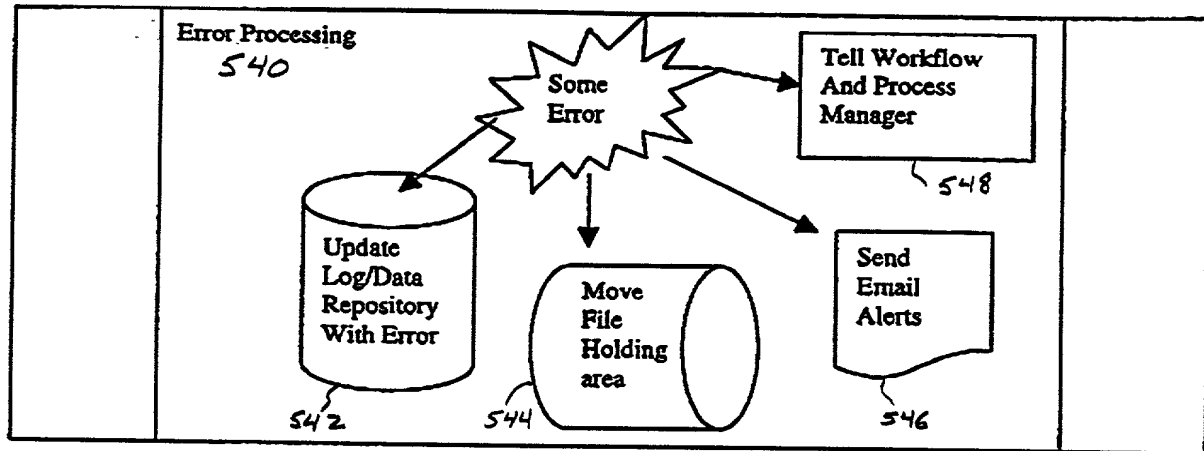 Error Processing
540
Some
Error
Tell Workflow
And Process
Manager
548
Update
Log/Data
Repository
With Error
542
Move
File
Holding
area
544
Send
Email
Alerts
546